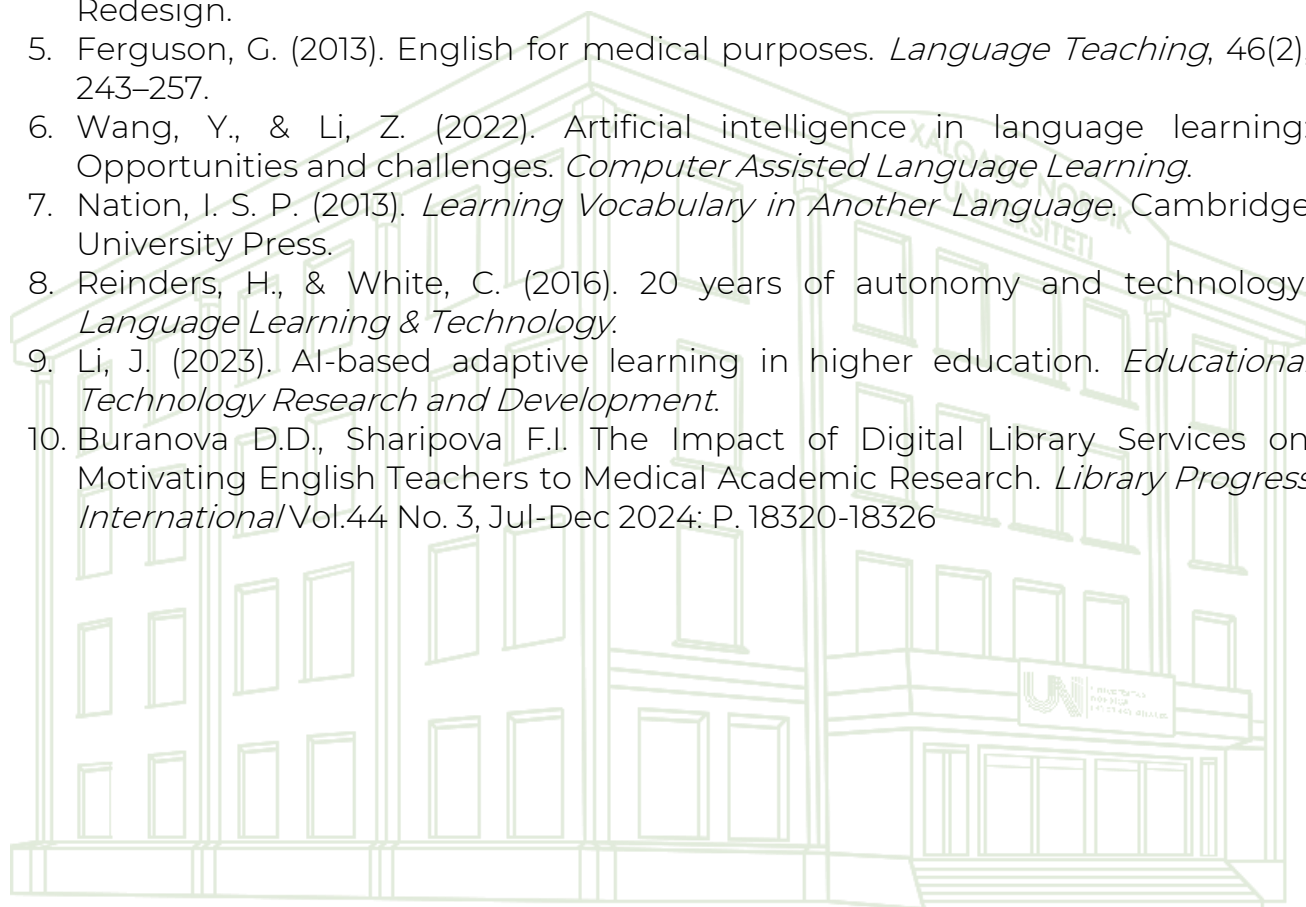 Redesign.
5. Ferguson, G. (2013). English for medical purposes. Language Teaching, 46(2),
243–257.
6. Wang, Y., & Li, Z. (2022). Artificial intelligence in language learning:
Opportunities and challenges. Computer Assisted Language Learning.
7. Nation, I. S. P. (2013). Learning Vocabulary in Another Language. Cambridge
University Press.
8. Reinders, H., & White, C. (2016). 20 years of autonomy and technology.
Language Learning & Technology.
9. Li, J. (2023). AI-based adaptive learning in higher education. Educational
Technology Research and Development.
10. Buranova D.D., Sharipova F.I. The Impact of Digital Library Services on
Motivating English Teachers to Medical Academic Research. Library Progress
International Vol.44 No. 3, Jul-Dec 2024: P. 18320-18326
XALQARO NORDIK
UNIVERSITETI
UNI